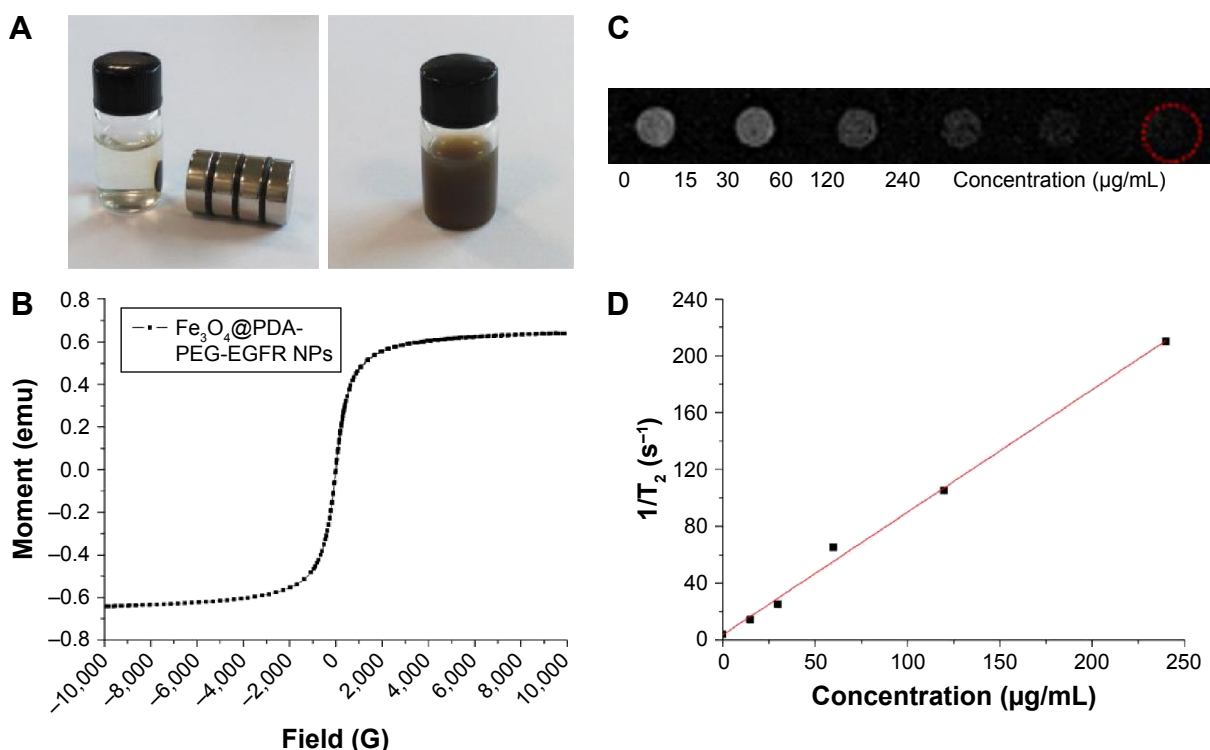 A
C
0 15 30 60 120 240 Concentration (µg/mL)
B
0.8
0.6
0.4
0.2
0.0
–0.2
–0.4
–0.6
–0.8
Moment (emu)
Fe₃O₄@PDA-
PEG-EGFR NPs
–10,000 –8,000 –6,000 –4,000 –2,000 0 2,000 4,000 6,000 8,000 10,000
Field (G)
D
240
200
160
120
80
40
0
1/T₂ (s⁻¹)
0 50 100 150 200 250
Concentration (µg/mL)